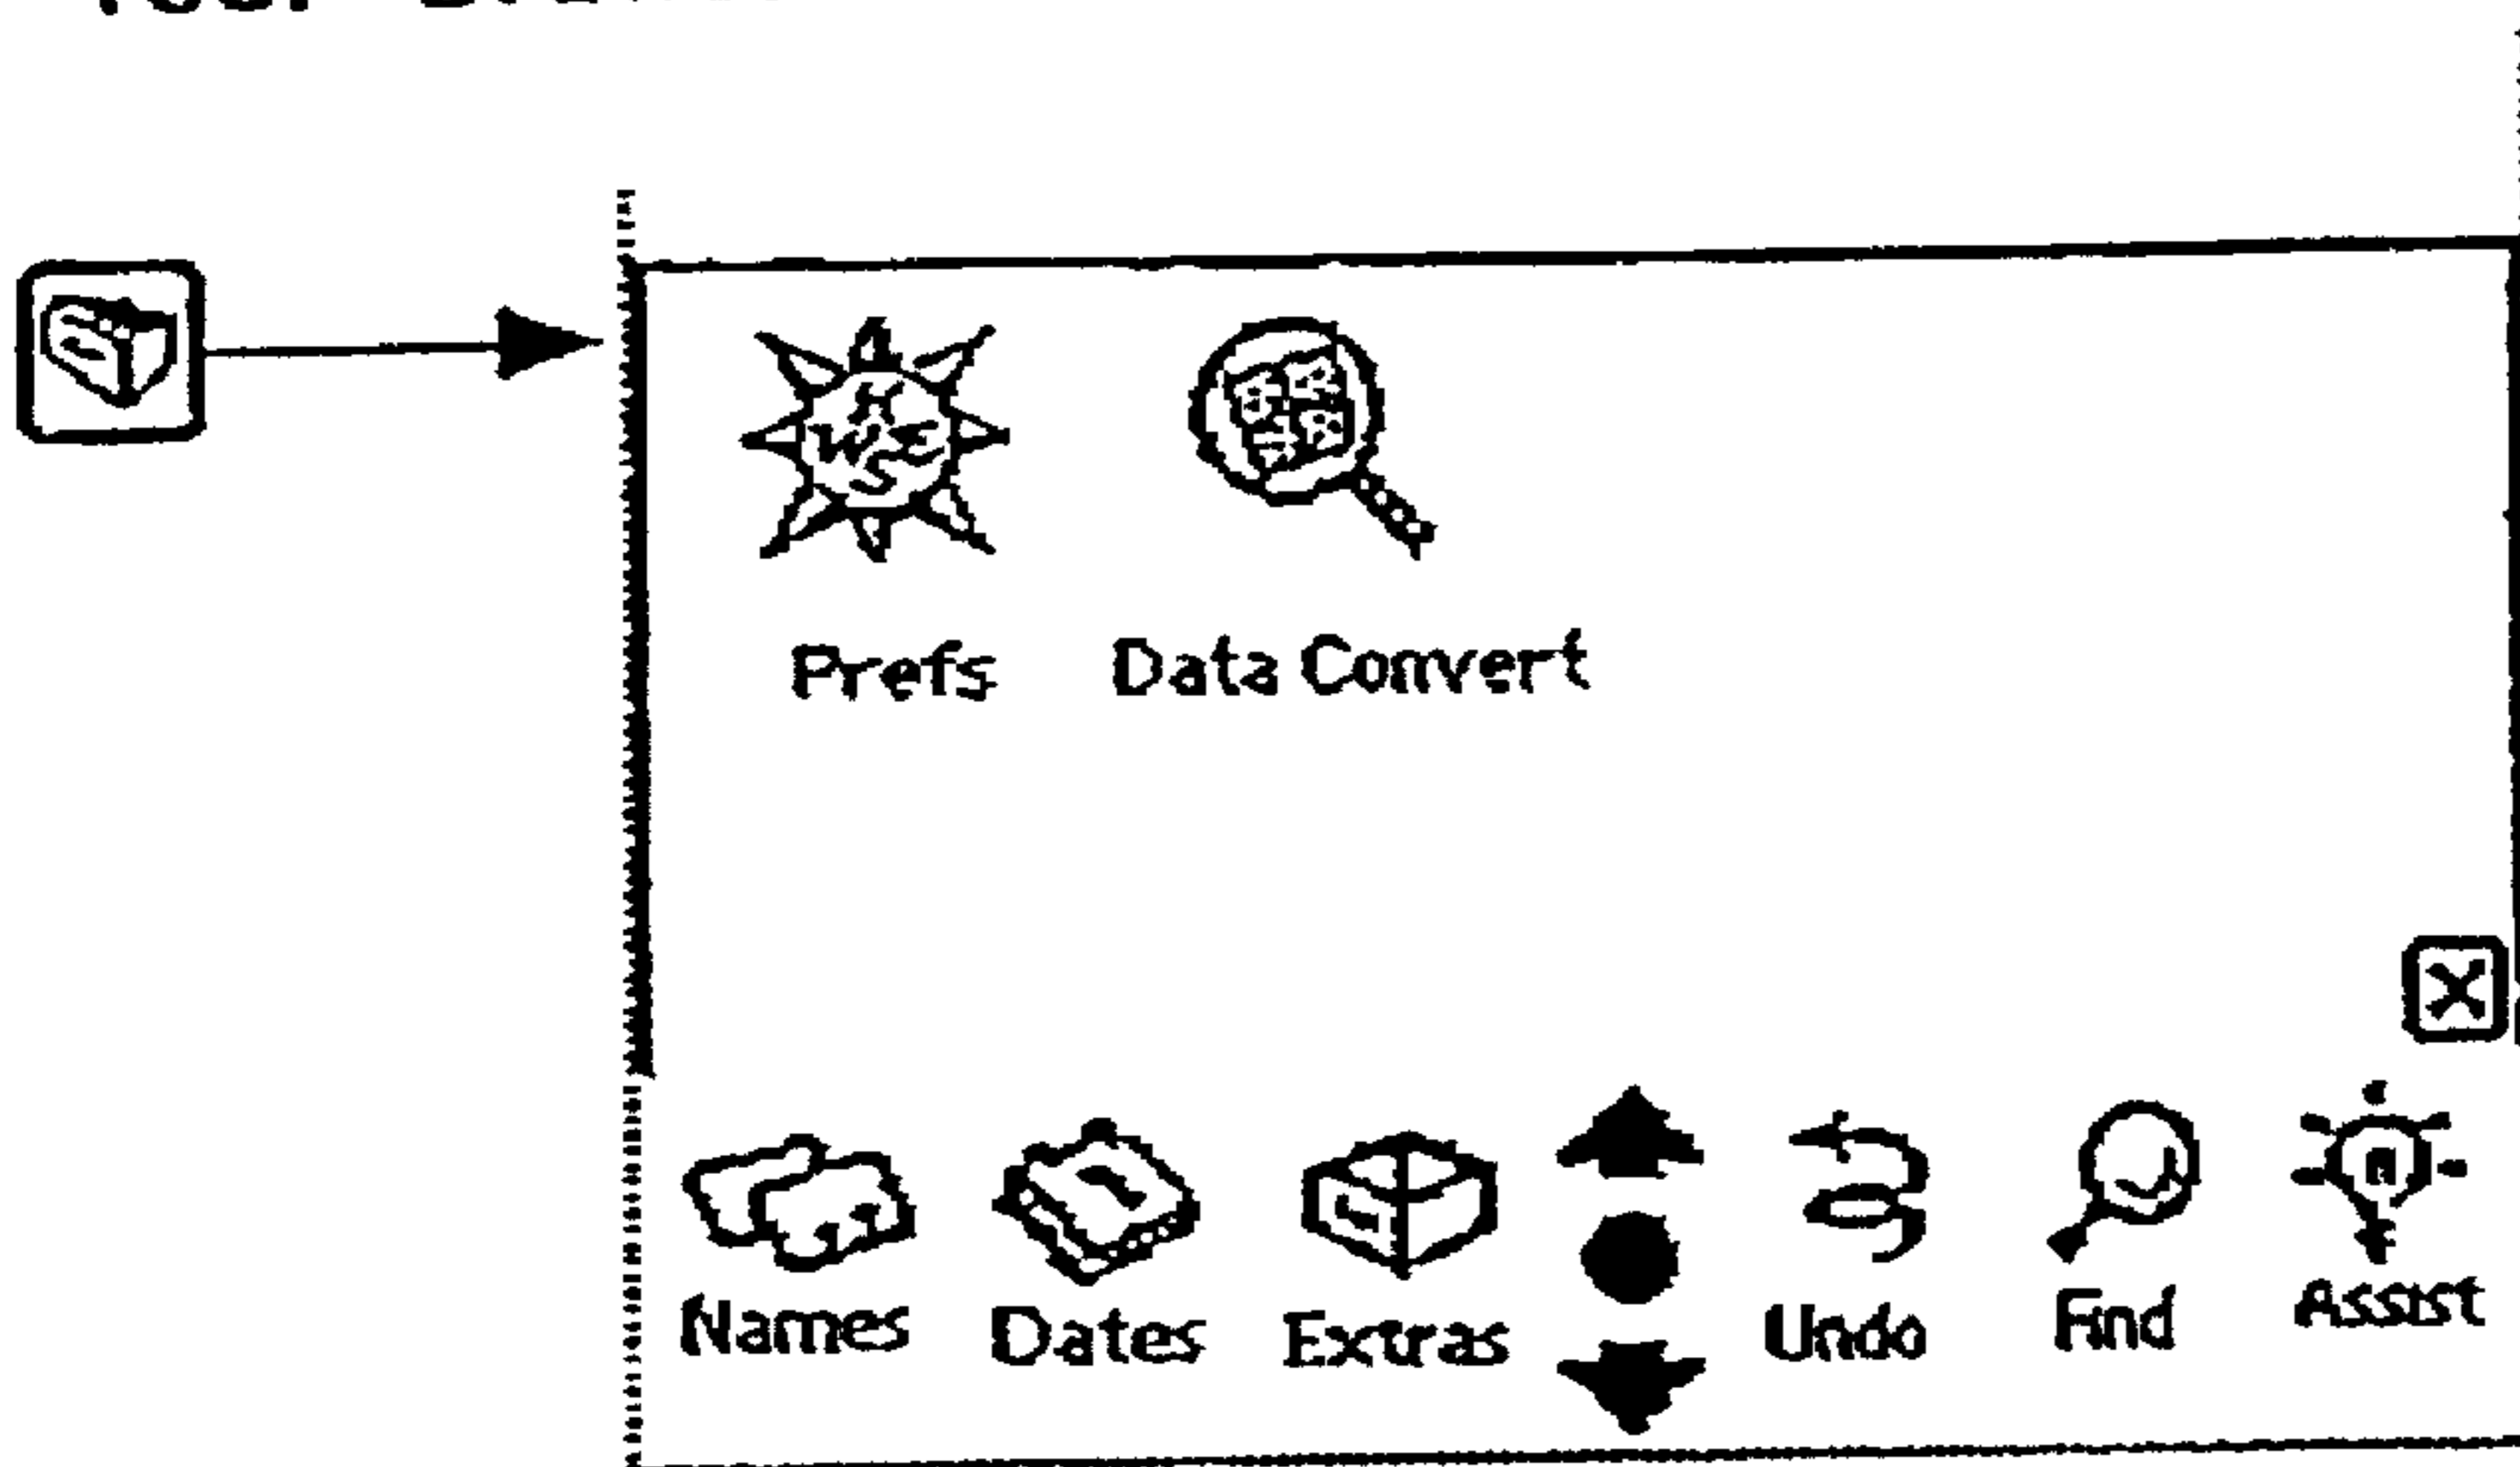 Prefs Data Convert
Names Dates Extras Undo Find Assist